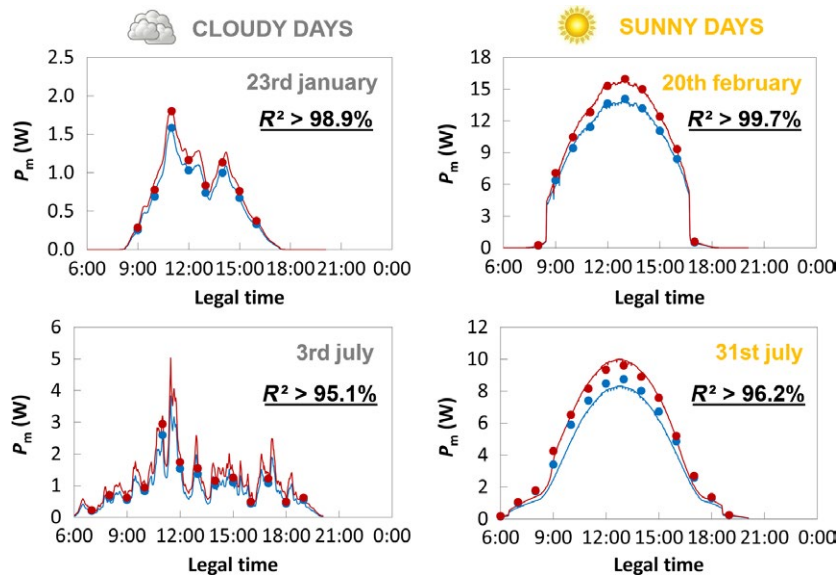 CLOUDY DAYS
SUNNY DAYS
2.5
2.0
1.5
1.0
0.5
0.0
Pm (W)
23rd january
R² > 98.9%
6:00 9:00 12:00 15:00 18:00 21:00 0:00
Legal time
18
15
12
9
6
3
0
Pm (W)
20th february
R² > 99.7%
6:00 9:00 12:00 15:00 18:00 21:00 0:00
Legal time
6
5
4
3
2
1
0
Pm (W)
3rd july
R² > 95.1%
6:00 9:00 12:00 15:00 18:00 21:00 0:00
Legal time
10
8
6
4
2
0
Pm (W)
31st july
R² > 96.2%
6:00 9:00 12:00 15:00 18:00 21:00 0:00
Legal time